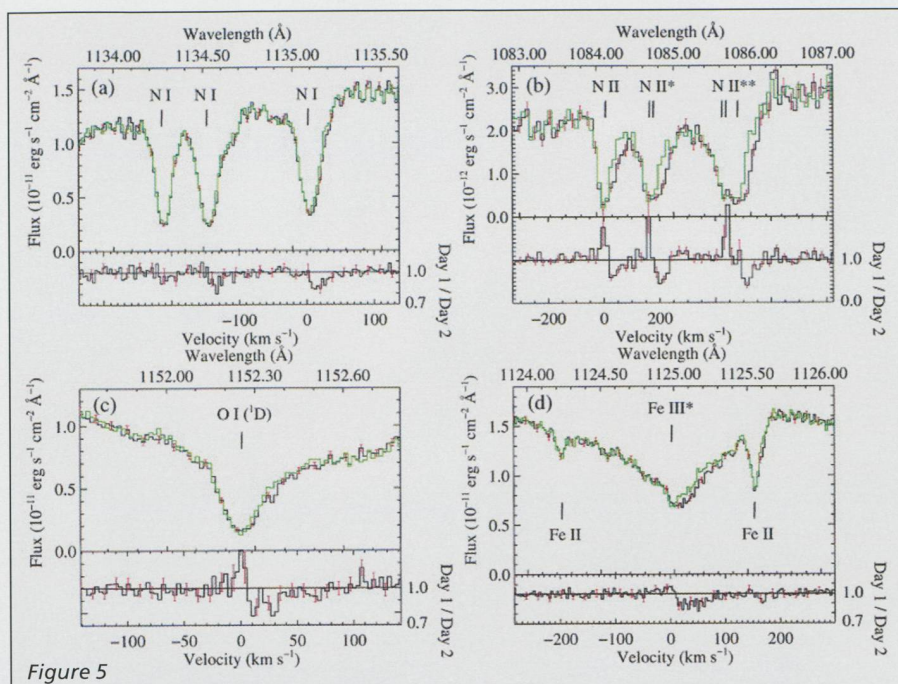 Wavelength (Å)
1134.00 1134.50 1135.00 1135.50
(a)
N I N I N I
Flux (10⁻¹¹ erg s⁻¹ cm⁻² Å⁻¹)
1.5
1.0
0.5
0.0
1.0
0.7
Day 1 / Day 2
−100 0 100
Velocity (km s⁻¹)
Wavelength (Å)
1083.00 1084.00 1085.00 1086.00 1087.00
(b)
N II N II* N II**
Flux (10⁻¹² erg s⁻¹ cm⁻² Å⁻¹)
3.0
2.0
1.0
0.0
1.0
0.0
Day 1 / Day 2
−200 0 200
Velocity (km s⁻¹)
Wavelength (Å)
1152.00 1152.30 1152.60
(c)
O I (¹D)
Flux (10⁻¹¹ erg s⁻¹ cm⁻² Å⁻¹)
1.0
0.5
0.0
1.0
0.7
Day 1 / Day 2
−100 −50 0 50 100
Velocity (km s⁻¹)
Wavelength (Å)
1124.00 1124.50 1125.00 1125.50 1126.00
(d)
Fe III*
Fe II Fe II
Flux (10⁻¹¹ erg s⁻¹ cm⁻² Å⁻¹)
1.5
1.0
0.5
0.0
1.0
0.7
Day 1 / Day 2
−200 −100 0 100 200
Velocity (km s⁻¹)
Figure 5